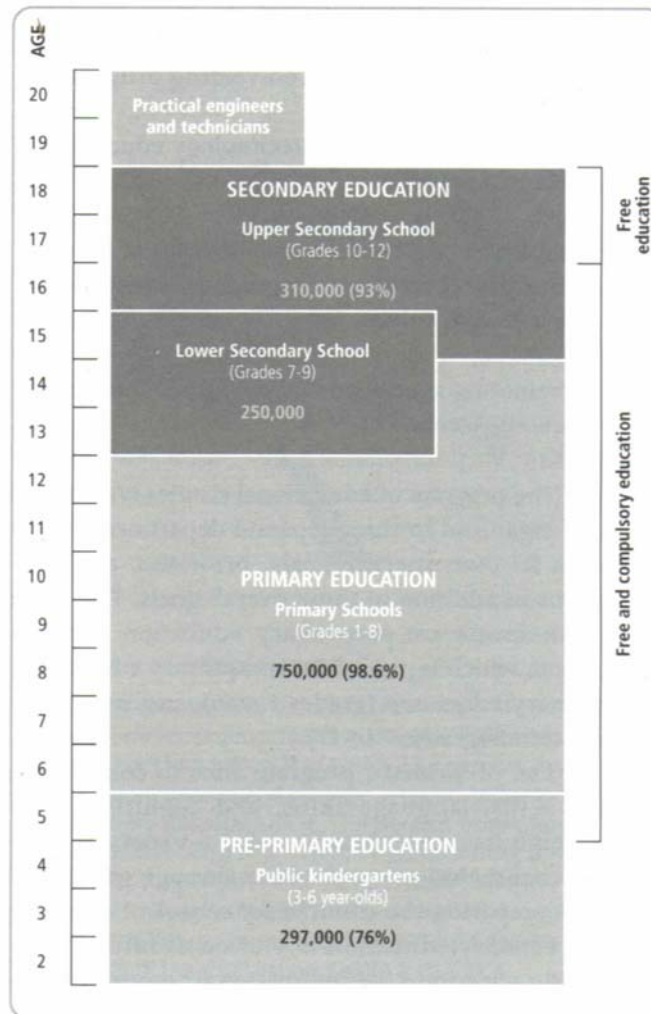 AGE
20
19
18
17
16
15
14
13
12
11
10
9
8
7
6
5
4
3
2
Practical engineers
and technicians
SECONDARY EDUCATION
Upper Secondary School
(Grades 10-12)
310,000 (93%)
Lower Secondary School
(Grades 7-9)
250,000
PRIMARY EDUCATION
Primary Schools
(Grades 1-8)
750,000 (98.6%)
PRE-PRIMARY EDUCATION
Public kindergartens
(3-6 year-olds)
297,000 (76%)
Free
education
Free and compulsory education